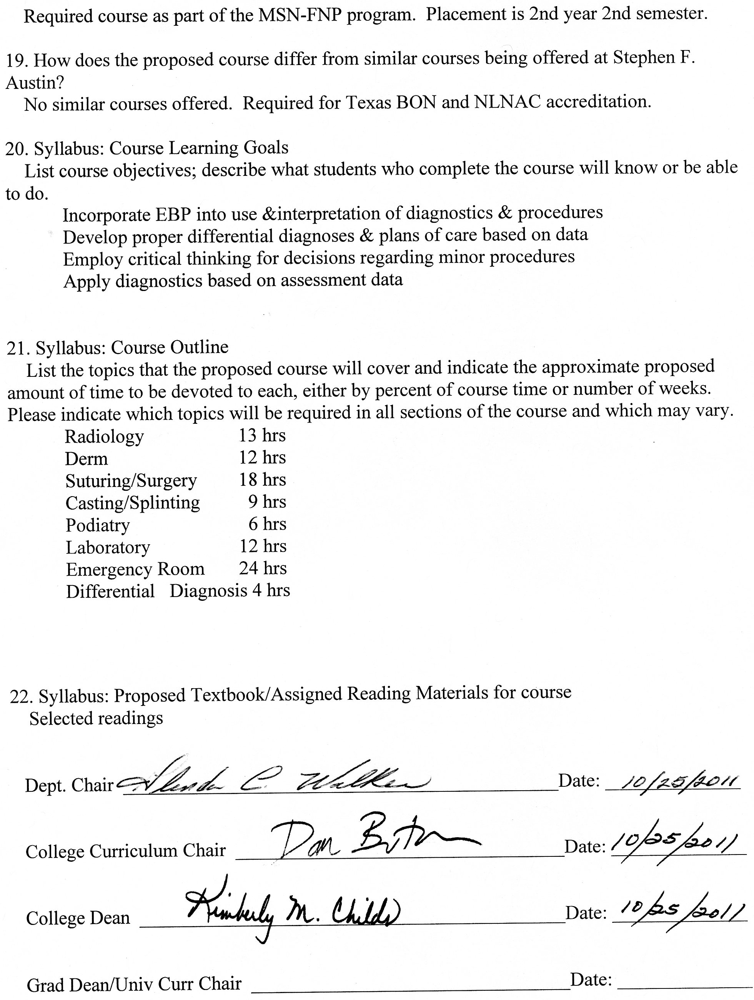 Required course as part of the MSN-FNP program. Placement is 2nd year 2nd semester.
19. How does the proposed course differ from similar courses being offered at Stephen F.
Austin?
No similar courses offered. Required for Texas BON and NLNAC accreditation.
20. Syllabus: Course Learning Goals
List course objectives; describe what students who complete the course will know or be able
to do.
Incorporate EBP into use &interpretation of diagnostics & procedures
Develop proper differential diagnoses & plans of care based on data
Employ critical thinking for decisions regarding minor procedures
Apply diagnostics based on assessment data
21. Syllabus: Course Outline
List the topics that the proposed course will cover and indicate the approximate proposed
amount of time to be devoted to each, either by percent of course time or number of weeks.
Please indicate which topics will be required in all sections of the course and which may vary.
Radiology 13 hrs
Derm 12 hrs
Suturing/Surgery 18 hrs
Casting/Splinting 9 hrs
Podiatry 6 hrs
Laboratory 12 hrs
Emergency Room 24 hrs
Differential Diagnosis 4 hrs
22. Syllabus: Proposed Textbook/Assigned Reading Materials for course
Selected readings
Dept. Chair Glenda C. Walker Date: 10/25/2011
College Curriculum Chair Dan Date: 10/25/2011
College Dean Kimberly M. Childs Date: 10/25/2011
Grad Dean/Univ Curr Chair Date: